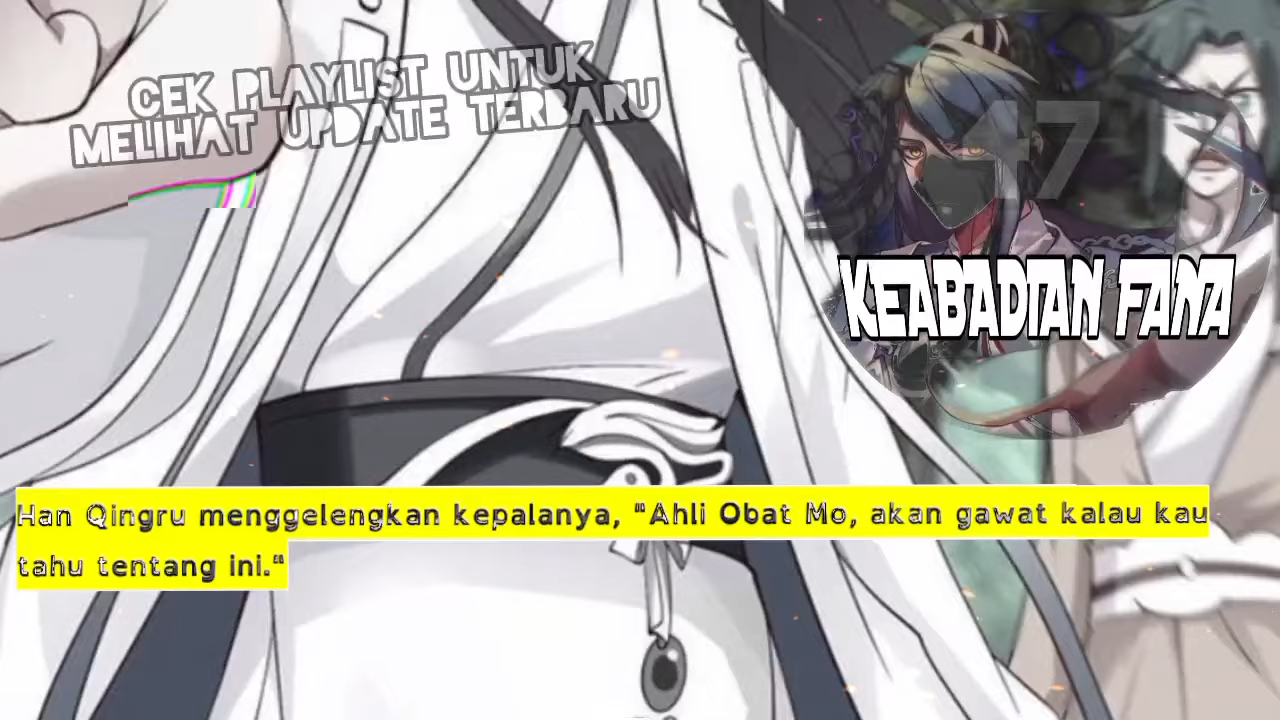 CEK PLAYLIST UNTUK
MELIHAT UPDATE TERBARU
47
KEABADIAN FANA
Han Qingru menggelengkan kepalanya, "Ahli Obat Mo, akan gawat kalau kau
tahu tentang ini."